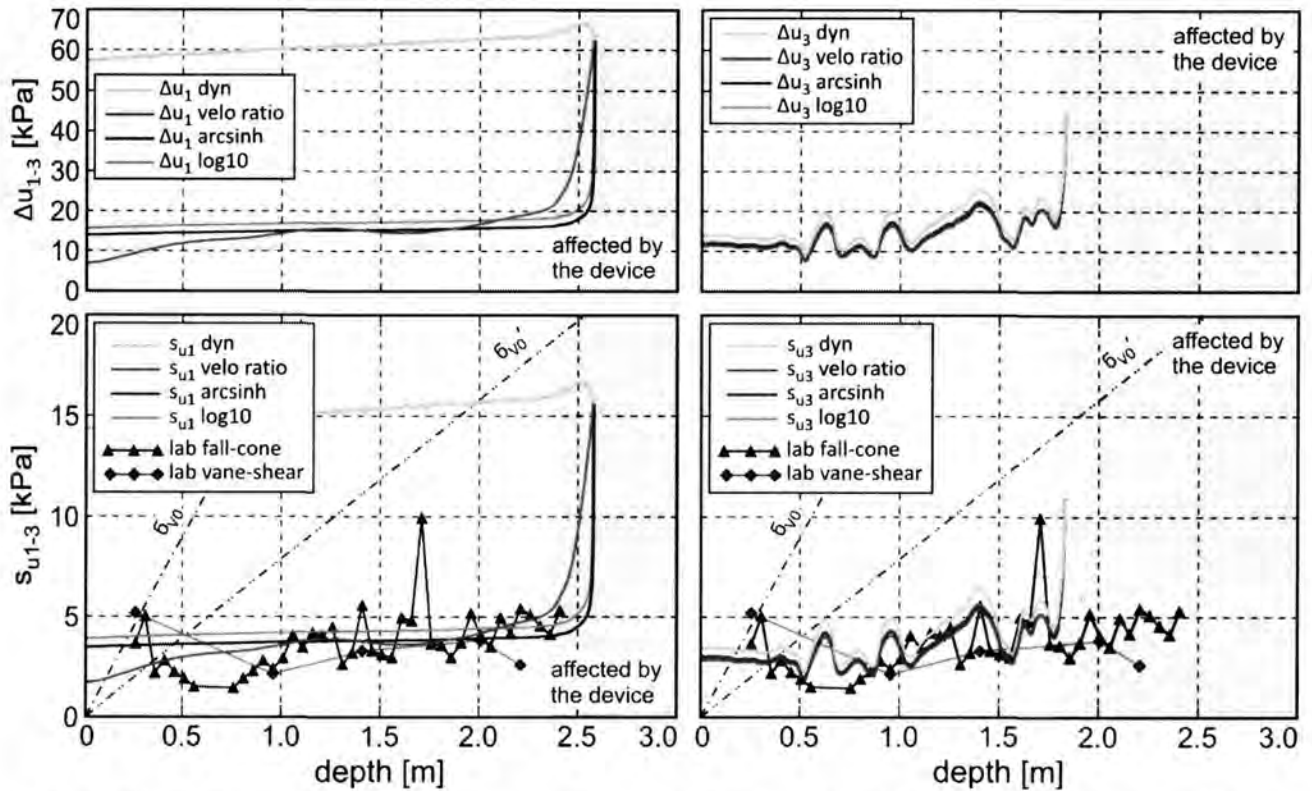 Δu1-3 [kPa]
70
60
50
40
30
20
10
0
Δu1 dyn
Δu1 velo ratio
Δu1 arcsinh
Δu1 log10
affected by
the device
Δu3 dyn
Δu3 velo ratio
Δu3 arcsinh
Δu3 log10
affected by
the device
su1-3 [kPa]
20
15
10
5
0
su1 dyn
su1 velo ratio
su1 arcsinh
su1 log10
lab fall-cone
lab vane-shear
σv0
σv0'
affected by
the device
0 0.5 1.0 1.5 2.0 2.5 3.0
depth [m]
su3 dyn
su3 velo ratio
su3 arcsinh
su3 log10
lab fall-cone
lab vane-shear
σv0
σv0'
affected by
the device
0 0.5 1.0 1.5 2.0 2.5 3.0
depth [m]